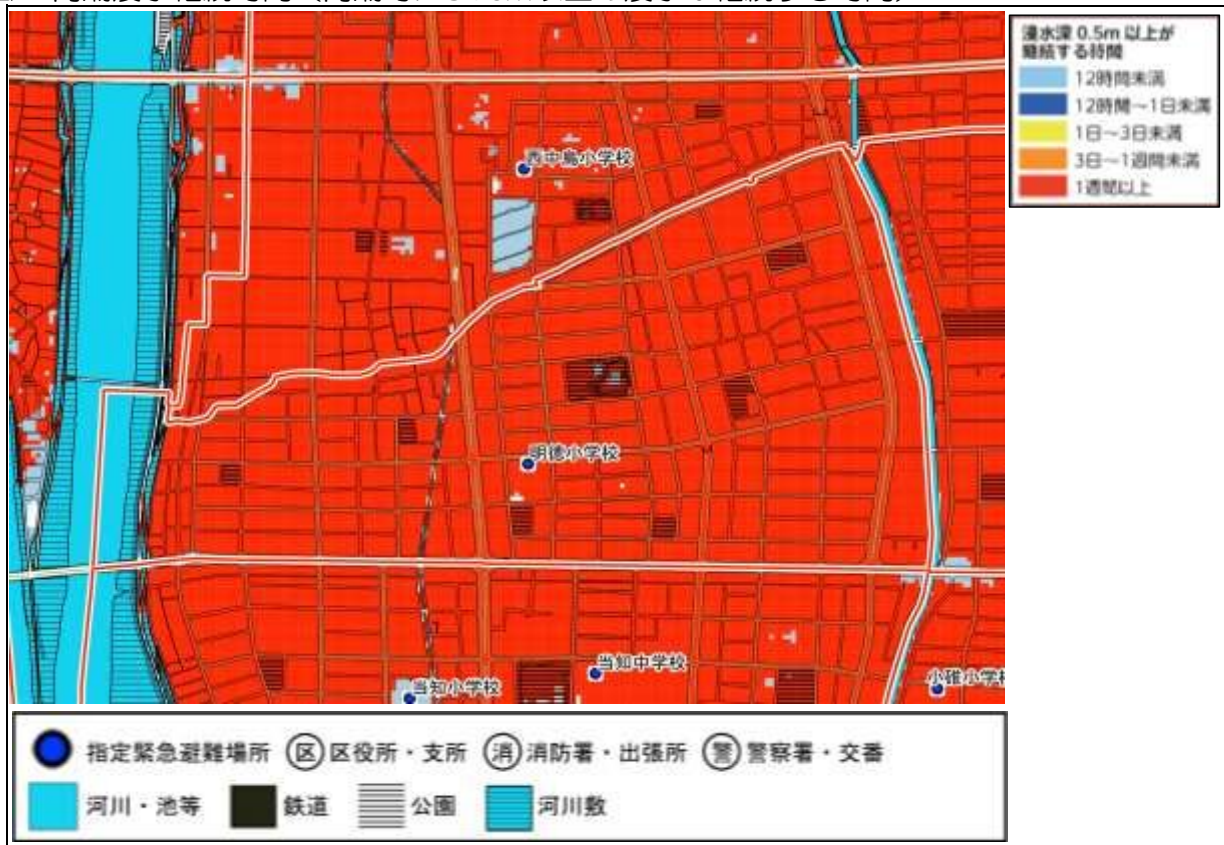 浸水深 0.5m 以上が
継続する時間
12時間未満
12時間～1日未満
1日～3日未満
3日～1週間未満
1週間以上
西中島小学校
明徳小学校
当知中学校
当知小学校
小碓小学校
指定緊急避難場所 区 区役所・支所 消 消防署・出張所 警 警察署・交番
河川・池等 鉄道 公園 河川敷